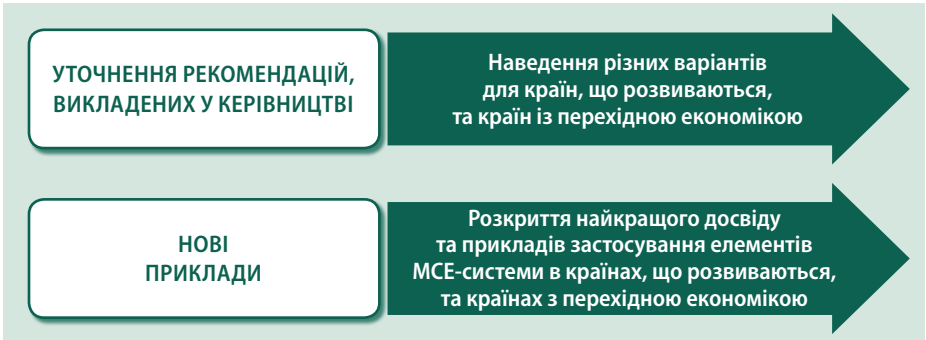 УТОЧНЕННЯ РЕКОМЕНДАЦІЙ,
ВИКЛАДЕНИХ У КЕРІВНИЦТВІ
Наведення різних варіантів
для країн, що розвиваються,
та країн із перехідною економікою
НОВІ
ПРИКЛАДИ
Розкриття найкращого досвіду
та прикладів застосування елементів
МСЕ-системи в країнах, що розвиваються,
та країнах з перехідною економікою